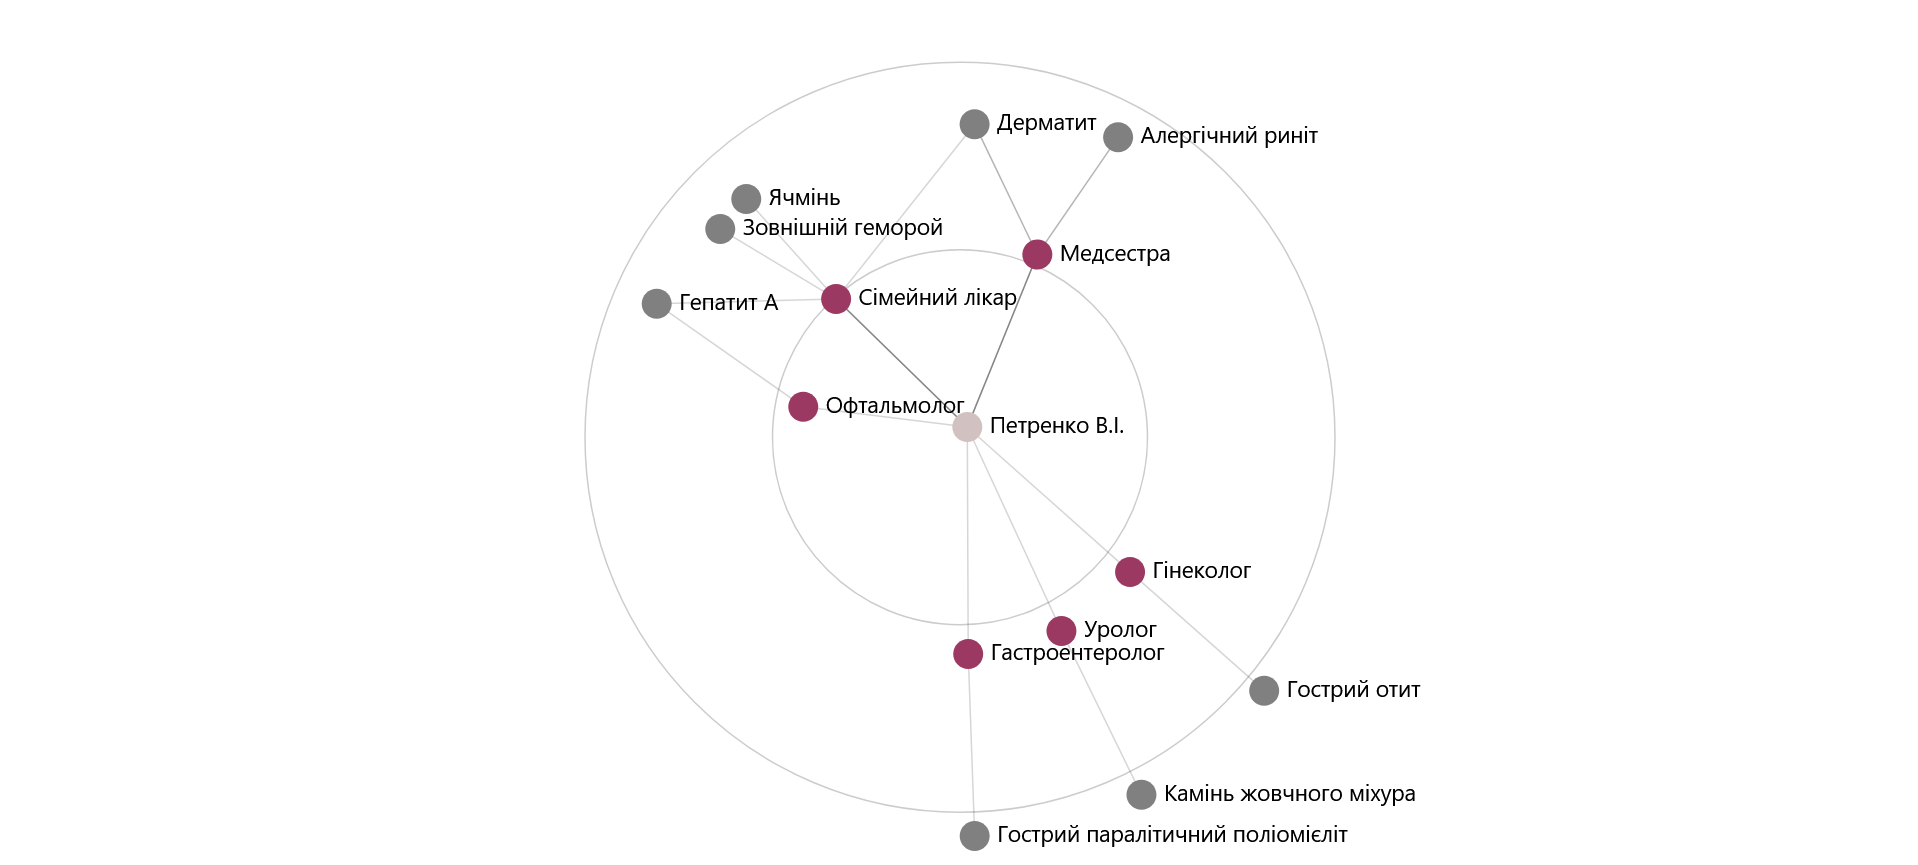 Дерматит
Алергічний риніт
Ячмінь
Зовнішній геморой
Медсестра
Сімейний лікар
Гепатит А
Офтальмолог
Петренко В.І.
Гінеколог
Уролог
Гастроентеролог
Гострий отит
Камінь жовчного міхура
Гострий паралітичний поліомієліт